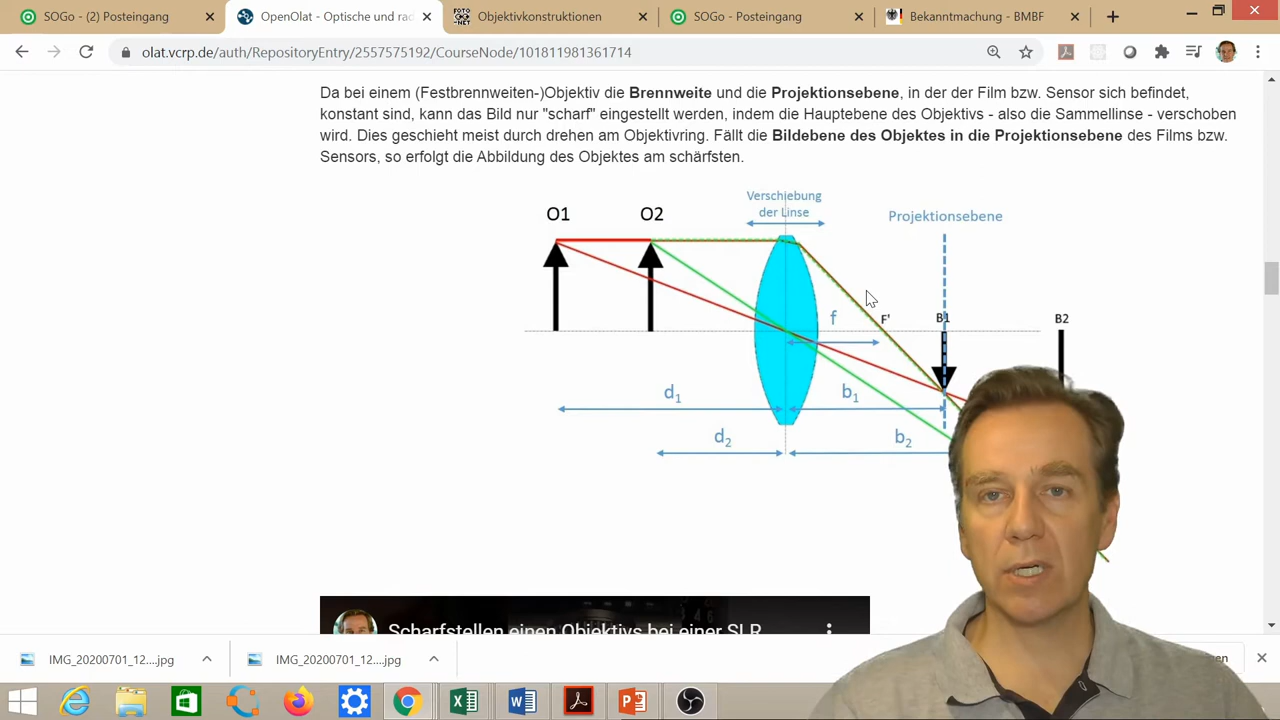 SOGo - (2) Posteingang
OpenOlat - Optische und rad
Objektivkonstruktionen
SOGo - Posteingang
Bekanntmachung - BMBF
olat.vcrp.de/auth/RepositoryEntry/2557575192/CourseNode/101811981361714
Da bei einem (Festbrennweiten-)Objektiv die Brennweite und die Projektionsebene, in der der Film bzw. Sensor sich befindet,
konstant sind, kann das Bild nur "scharf" eingestellt werden, indem die Hauptebene des Objektivs - also die Sammellinse - verschoben
wird. Dies geschieht meist durch drehen am Objektivring. Fällt die Bildebene des Objektes in die Projektionsebene des Films bzw.
Sensors, so erfolgt die Abbildung des Objektes am schärfsten.
Verschiebung
der Linse
O1
O2
Projektionsebene
f
F'
B1
B2
d1
b1
d2
b2
Scharfstellen einen Objektivs bei einer SLR
IMG_20200701_12....jpg
IMG_20200701_12....jpg